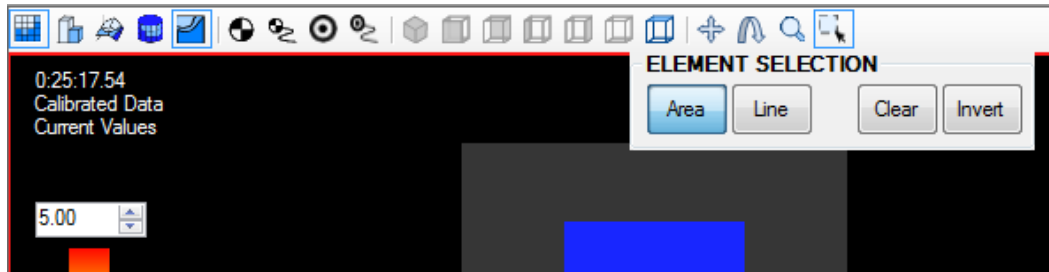 ELEMENT SELECTION
Area Line Clear Invert
0:25:17.54
Calibrated Data
Current Values
5.00